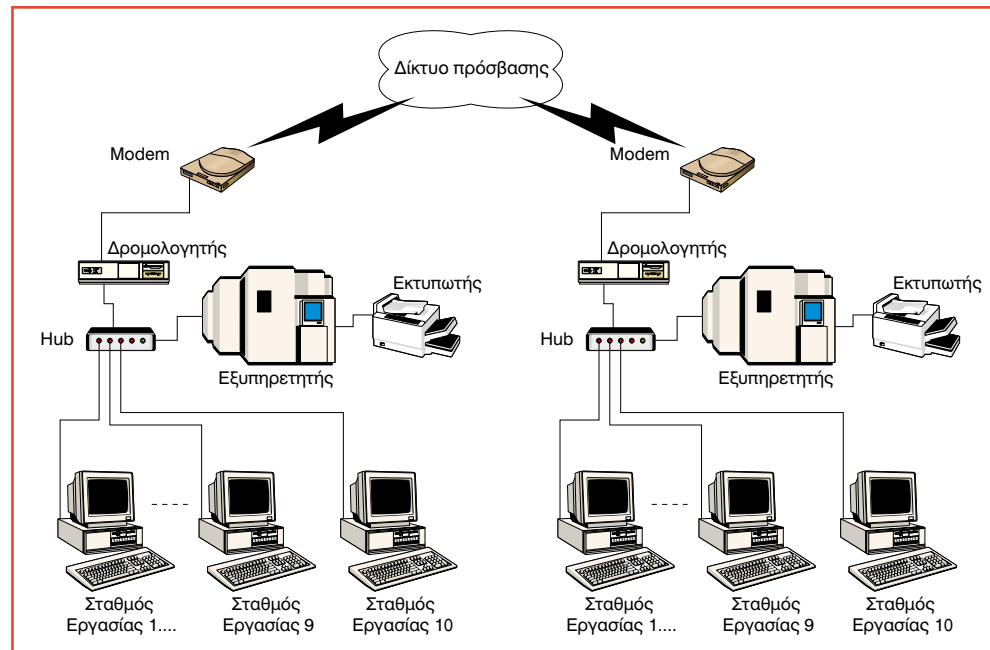 Δίκτυο πρόσβασης
Modem
Modem
Δρομολογητής
Δρομολογητής
Εκτυπωτής
Εκτυπωτής
Hub
Hub
Εξυπηρετητής
Εξυπηρετητής
Σταθμός
Εργασίας 1....
Σταθμός
Εργασίας 9
Σταθμός
Εργασίας 10
Σταθμός
Εργασίας 1....
Σταθμός
Εργασίας 9
Σταθμός
Εργασίας 10